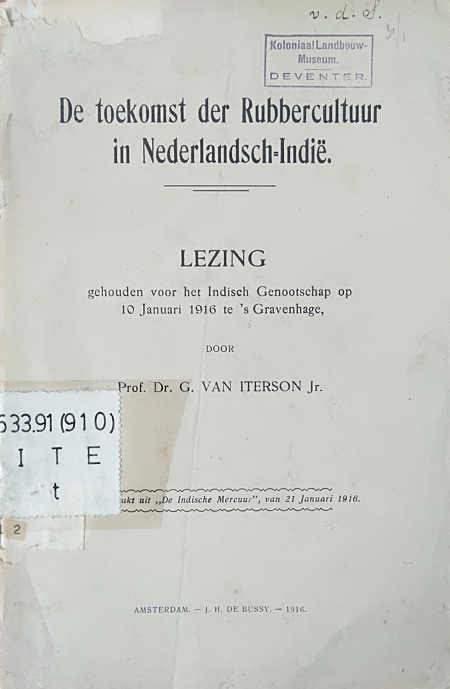 v. d. S.
31/1
Koloniaal Landbouw-
Museum.
DEVENTER.
De toekomst der Rubbercultuur
in Nederlandsch-Indië.
LEZING
gehouden voor het Indisch Genootschap op
10 Januari 1916 te 's Gravenhage,
DOOR
Prof. Dr. G. VAN ITERSON Jr.
633.91 (910)
I T E
t
2
ukt uit „De Indische Mercuur", van 21 Januari 1916.
AMSTERDAM. — J. H. DE BUSSY. — 1916.